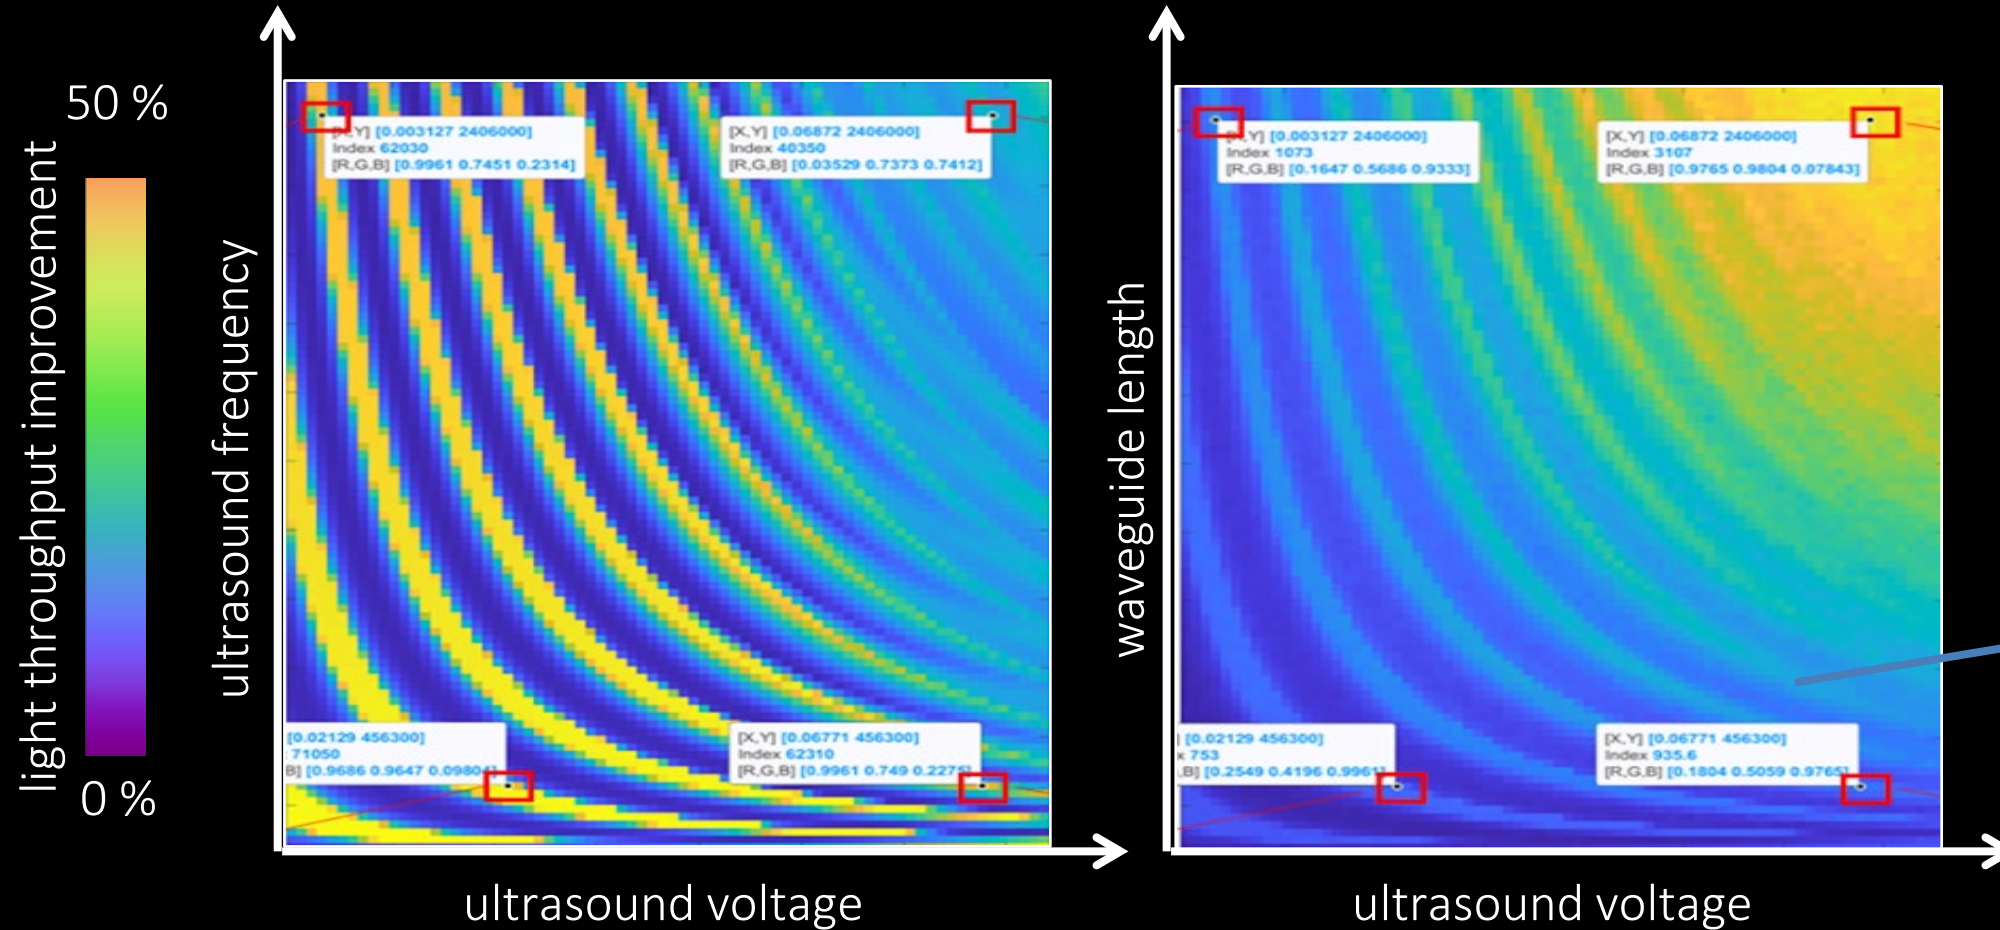 50 %
light throughput improvement
0 %
ultrasound frequency
[X,Y] [0.003127 2406000]
Index 62030
[R,G,B] [0.9961 0.7451 0.2314]
[X,Y] [0.06872 2406000]
Index 40350
[R,G,B] [0.03529 0.7373 0.7412]
[0.02129 456300]
71050
B] [0.9686 0.9647 0.09804]
[X,Y] [0.06771 456300]
Index 62310
[R,G,B] [0.9961 0.749 0.2275]
ultrasound voltage
waveguide length
,Y] [0.003127 2406000]
Index 1073
[R,G,B] [0.1647 0.5686 0.9333]
[X,Y] [0.06872 2406000]
Index 3107
[R,G,B] [0.9765 0.9804 0.07843]
] [0.02129 456300]
x 753
,B] [0.2549 0.4196 0.9961]
[X,Y] [0.06771 456300]
Index 935.6
[R,G,B] [0.1804 0.5059 0.9765]
ultrasound voltage